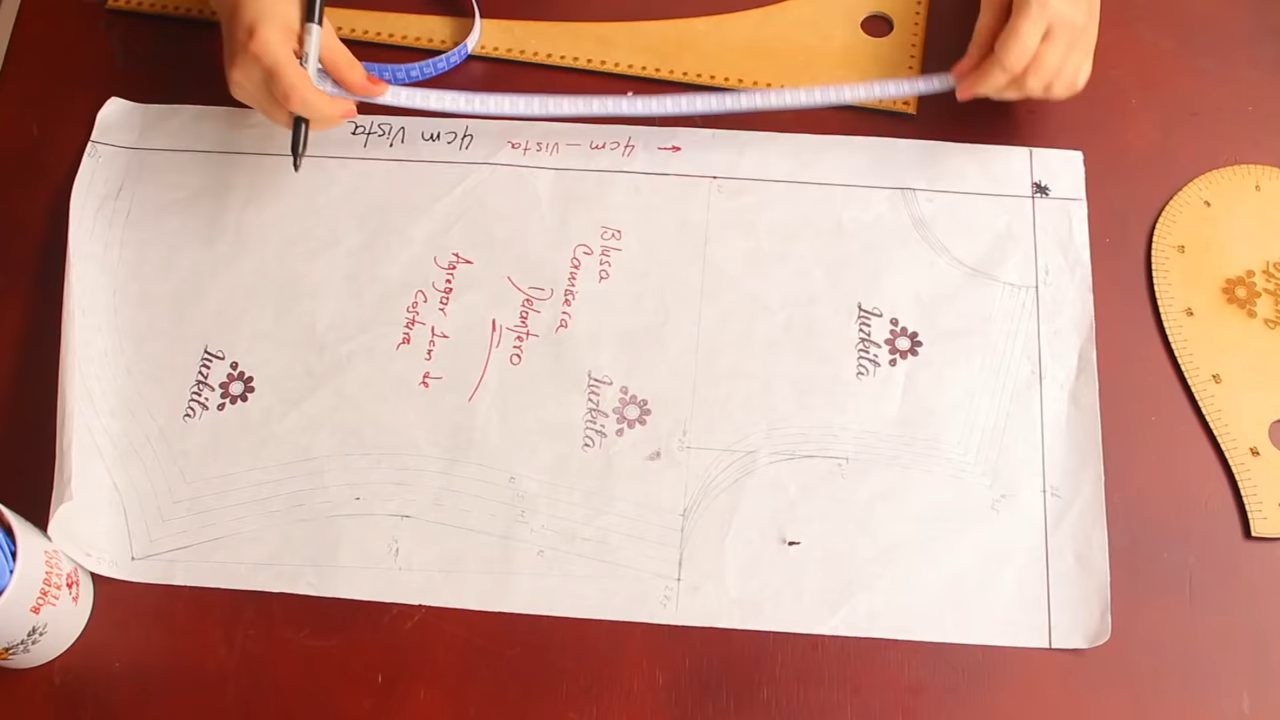 4cm Vista
4cm - Vista
Blusa
Camisera
Delantero
Agregar 1cm de
Costura
Luzkita
Luzkita
Luzkita
BORDADO
TERAPIA